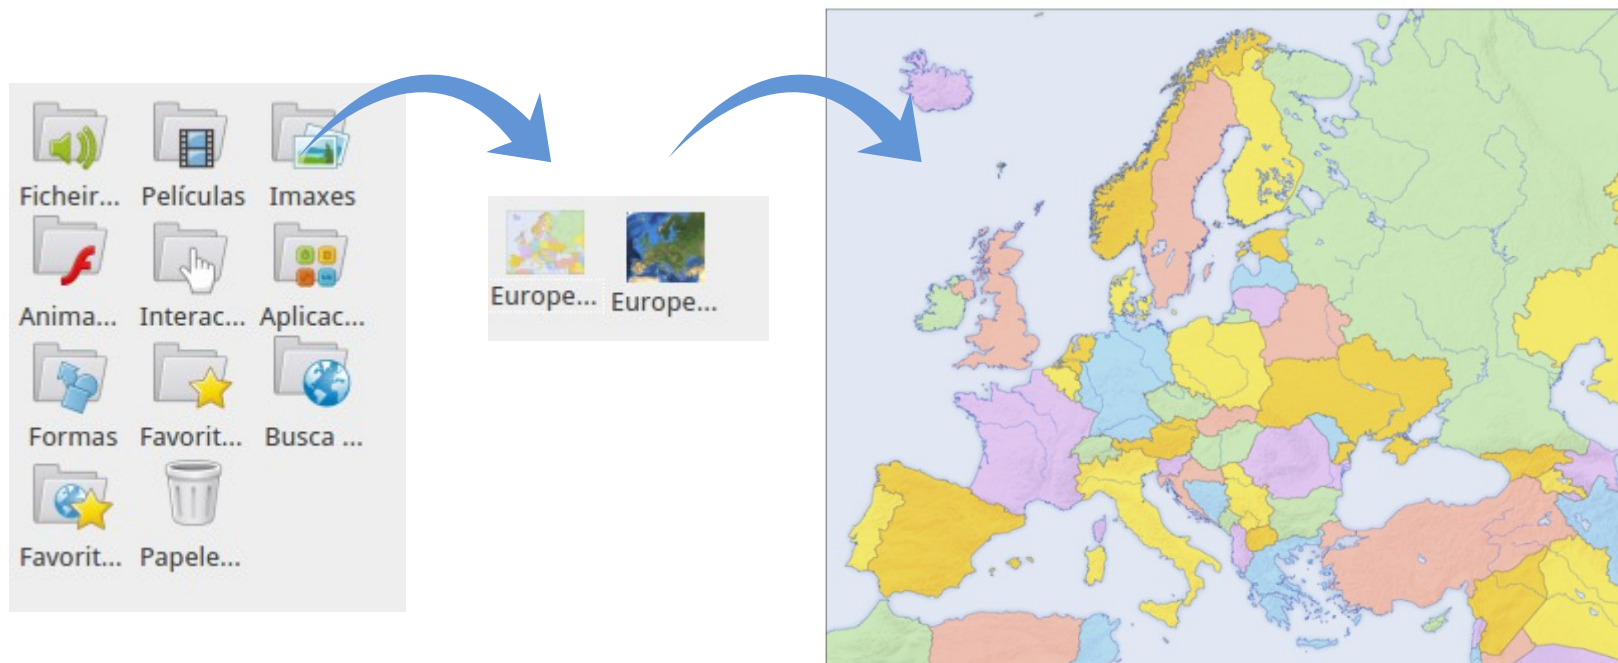 Ficheir... Películas Imaxes
Anima... Interac... Aplicac...
Formas Favorit... Busca ...
Favorit... Papele...
Europe... Europe...